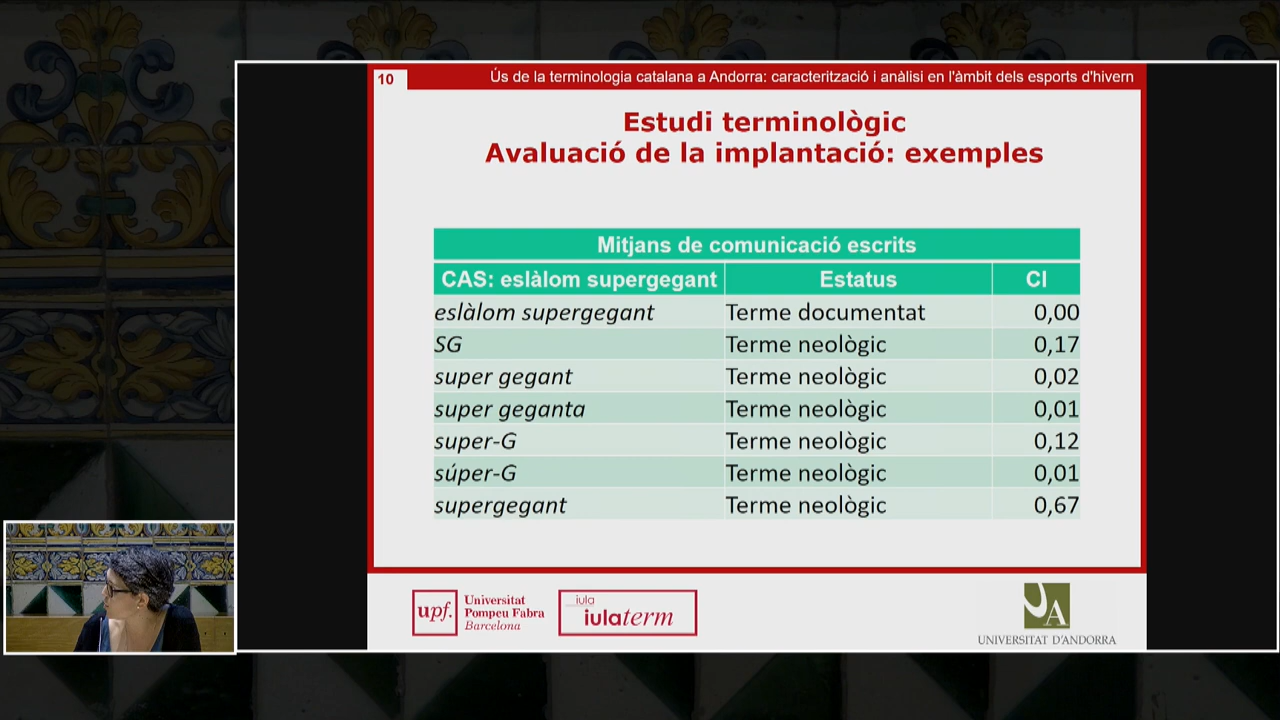 10
Ús de la terminologia catalana a Andorra: caracterització i anàlisi en l'àmbit dels esports d'hivern
Estudi terminològic
Avaluació de la implantació: exemples
Mitjans de comunicació escrits
CAS: eslàlom supergegant Estatus CI
eslàlom supergegant Terme documentat 0,00
SG Terme neològic 0,17
super gegant Terme neològic 0,02
super geganta Terme neològic 0,01
super-G Terme neològic 0,12
súper-G Terme neològic 0,01
supergegant Terme neològic 0,67
upf. Universitat
Pompeu Fabra
Barcelona
iula
iulaterm
UA
UNIVERSITAT D'ANDORRA